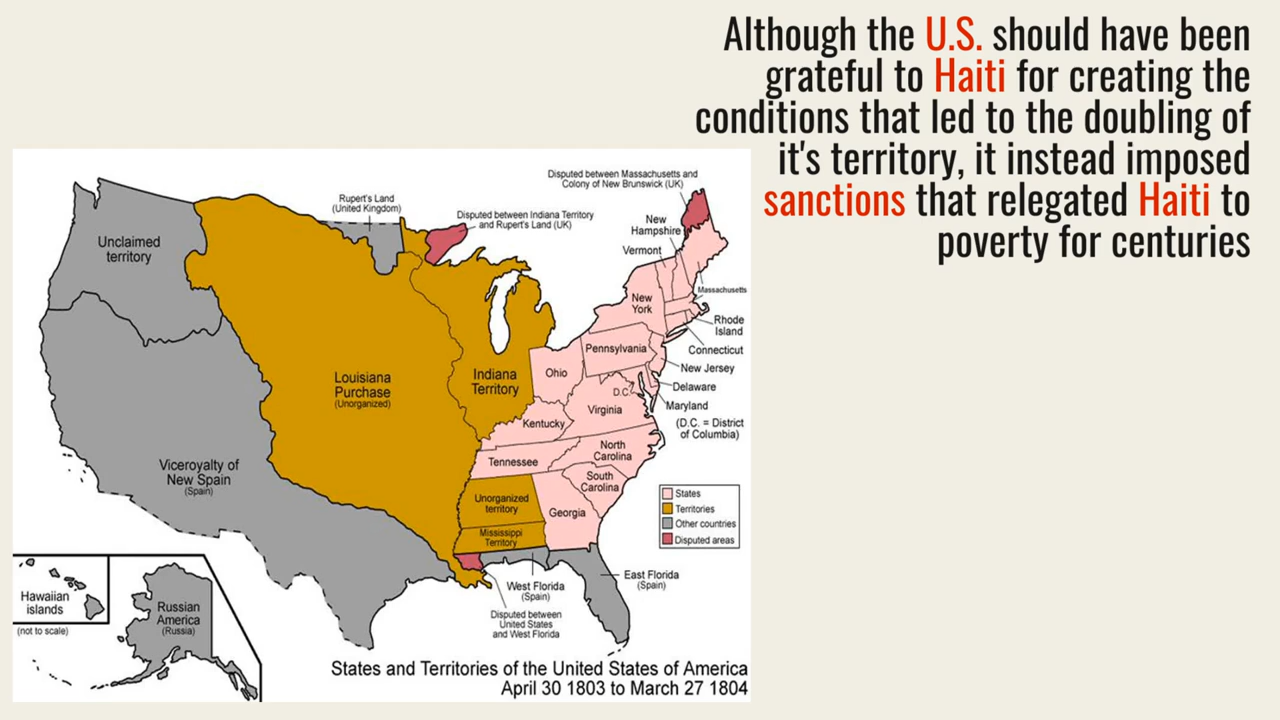 Although the U.S. should have been
grateful to Haiti for creating the
conditions that led to the doubling of
it's territory, it instead imposed
sanctions that relegated Haiti to
poverty for centuries
Disputed between Massachusetts and
Colony of New Brunswick (UK)
Rupert's Land
(United Kingdom)
Disputed between Indiana Territory
and Rupert's Land (UK)
New
Hampshire
Vermont
Unclaimed
territory
Massachusetts
New
York
Rhode
Island
Connecticut
Pennsylvania
New Jersey
Louisiana
Purchase
(Unorganized)
Indiana
Territory
Ohio
Delaware
D.C.
Maryland
Virginia
(D.C. = District
of Columbia)
Kentucky
North
Carolina
Tennessee
Viceroyalty of
New Spain
(Spain)
South
Carolina
Unorganized
territory
Georgia
Mississippi
Territory
States
Territories
Other countries
Disputed areas
West Florida
(Spain)
East Florida
(Spain)
Disputed between
United States
and West Florida
Hawaiian
islands
(not to scale)
Russian
America
(Russia)
States and Territories of the United States of America
April 30 1803 to March 27 1804